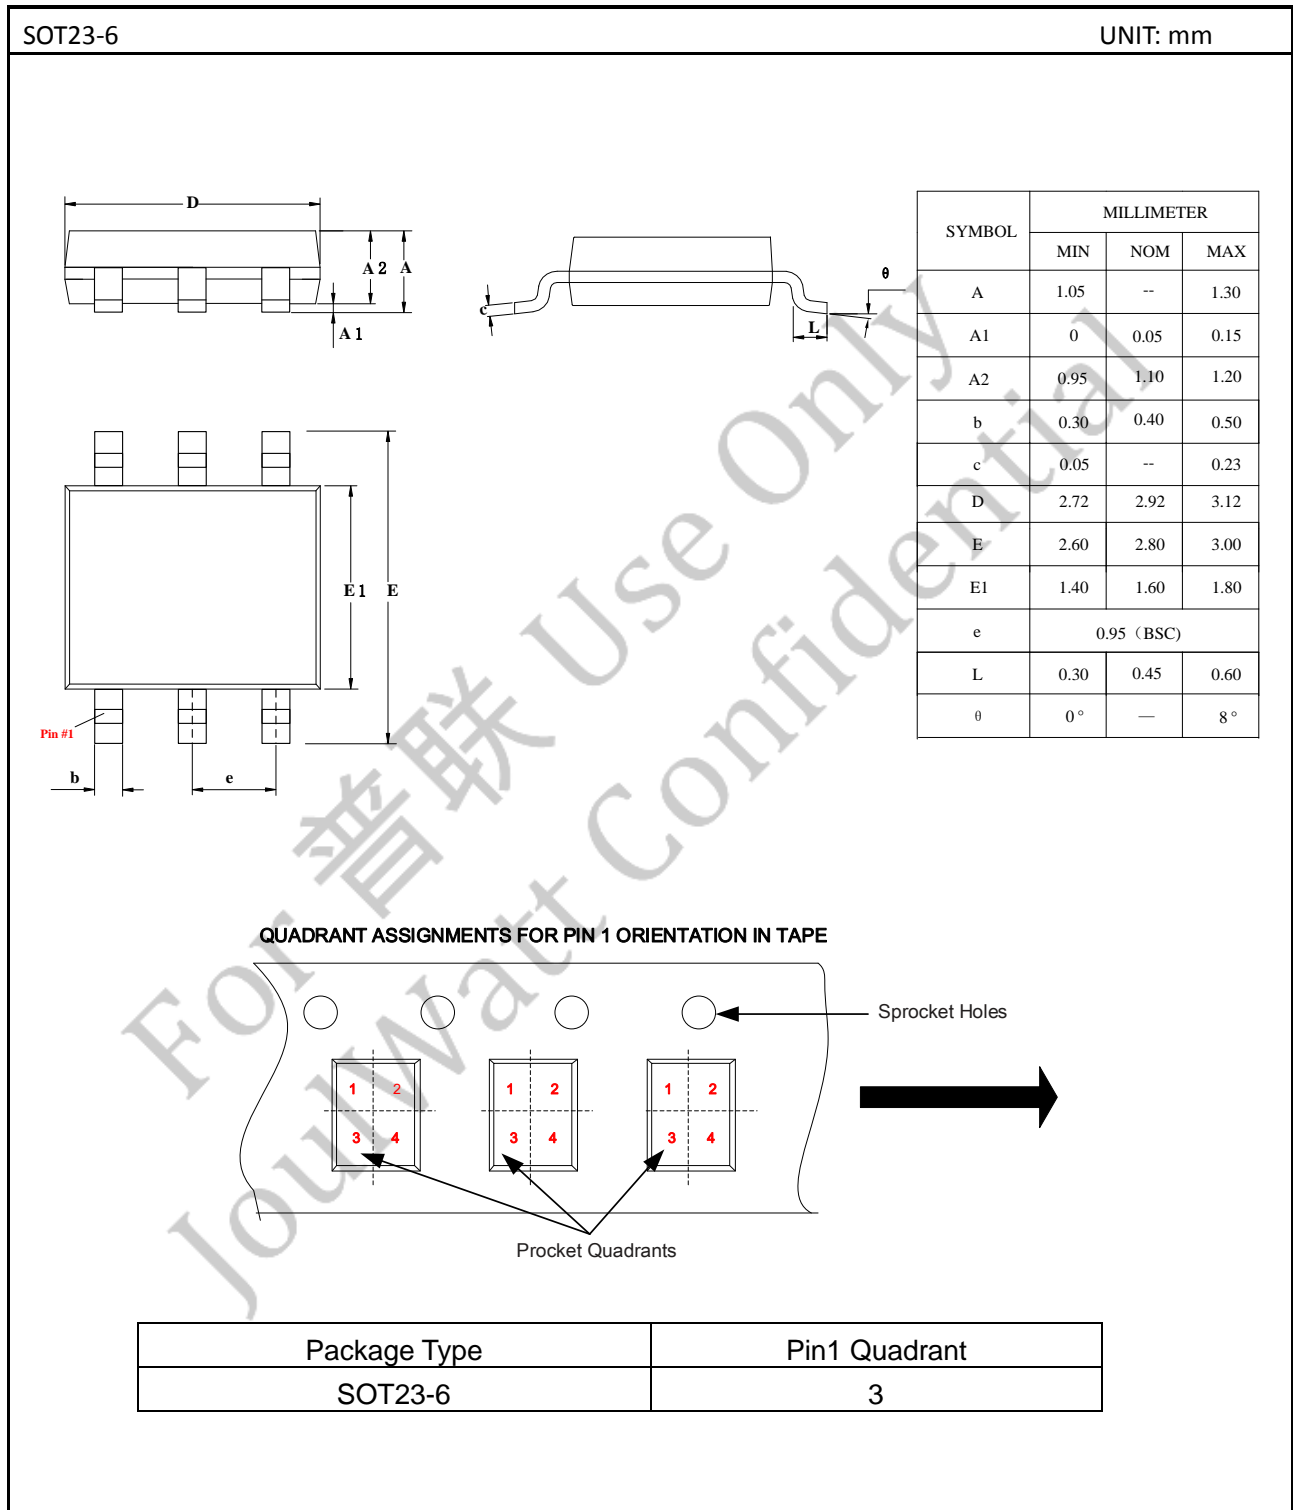 SOT23-6 UNIT: mm
D
A2 A
A1
c
L
θ
SYMBOL MILLIMETER
MIN NOM MAX
A 1.05 -- 1.30
A1 0 0.05 0.15
A2 0.95 1.10 1.20
b 0.30 0.40 0.50
c 0.05 -- 0.23
D 2.72 2.92 3.12
E 2.60 2.80 3.00
E1 1.40 1.60 1.80
e 0.95（BSC)
L 0.30 0.45 0.60
θ 0° — 8°
E1 E
Pin #1
b e
For 普联 Use Only
JoulWatt Confidential
QUADRANT ASSIGNMENTS FOR PIN 1 ORIENTATION IN TAPE
Sprocket Holes
1 2 1 2 1 2
3 4 3 4 3 4
Procket Quadrants
Package Type Pin1 Quadrant
SOT23-6 3